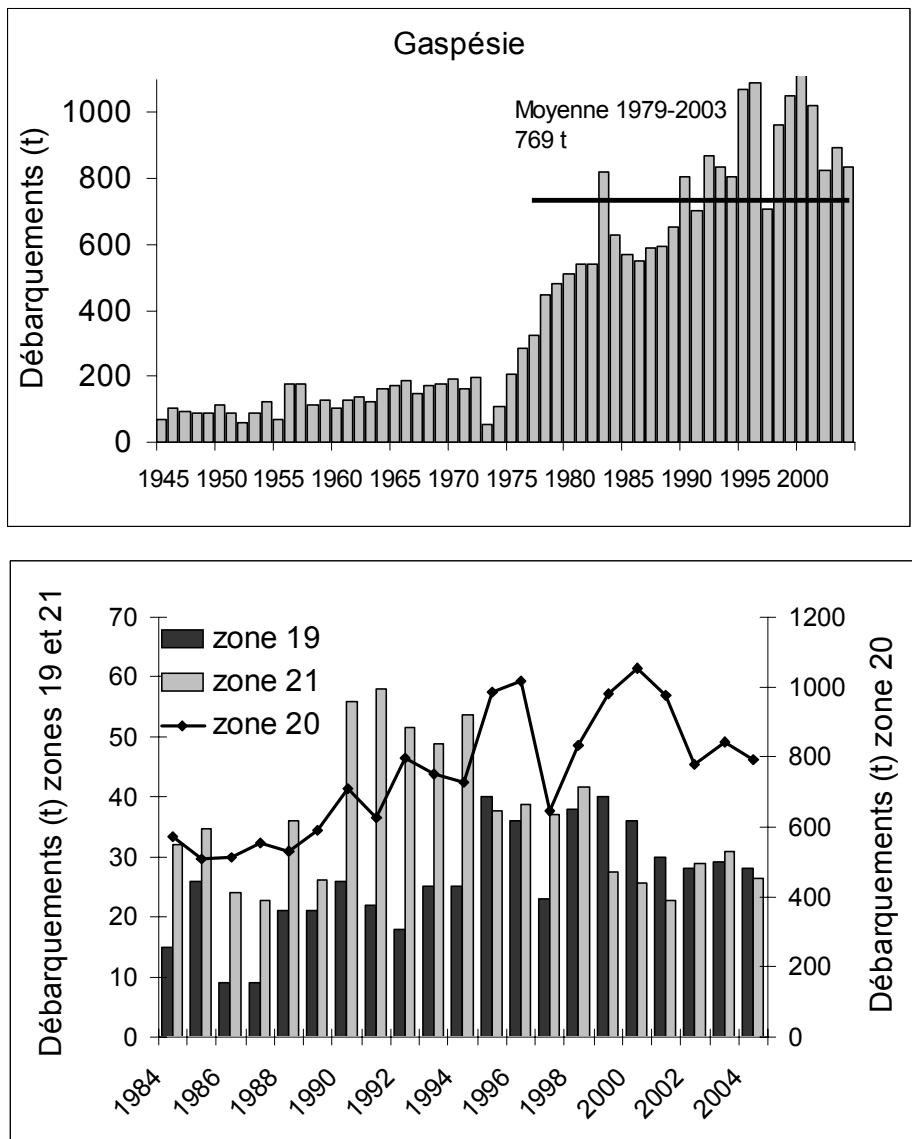 Gaspésie
Débarquements (t)
1000
800
600
400
200
0
Moyenne 1979-2003
769 t
1945 1950 1955 1960 1965 1970 1975 1980 1985 1990 1995 2000
Débarquements (t) zones 19 et 21
70
60
50
40
30
20
10
0
zone 19
zone 21
zone 20
1200
1000
800
600
400
200
0
Débarquements (t) zone 20
1984 1986 1988 1990 1992 1994 1996 1998 2000 2002 2004